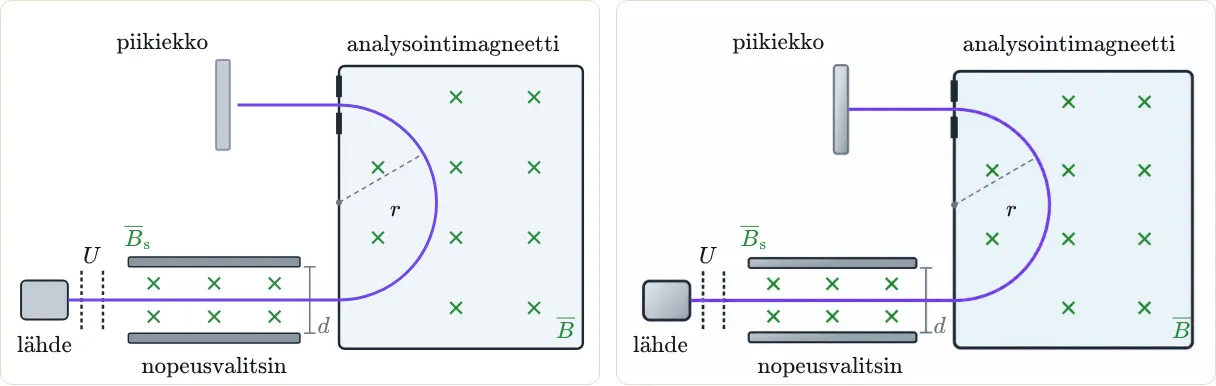 piikiekko
analysointimagneetti
r
B̅s
U
d
lähde
B̅
nopeusvalitsin
piikiekko
analysointimagneetti
r
B̅s
U
d
lähde
B̅
nopeusvalitsin